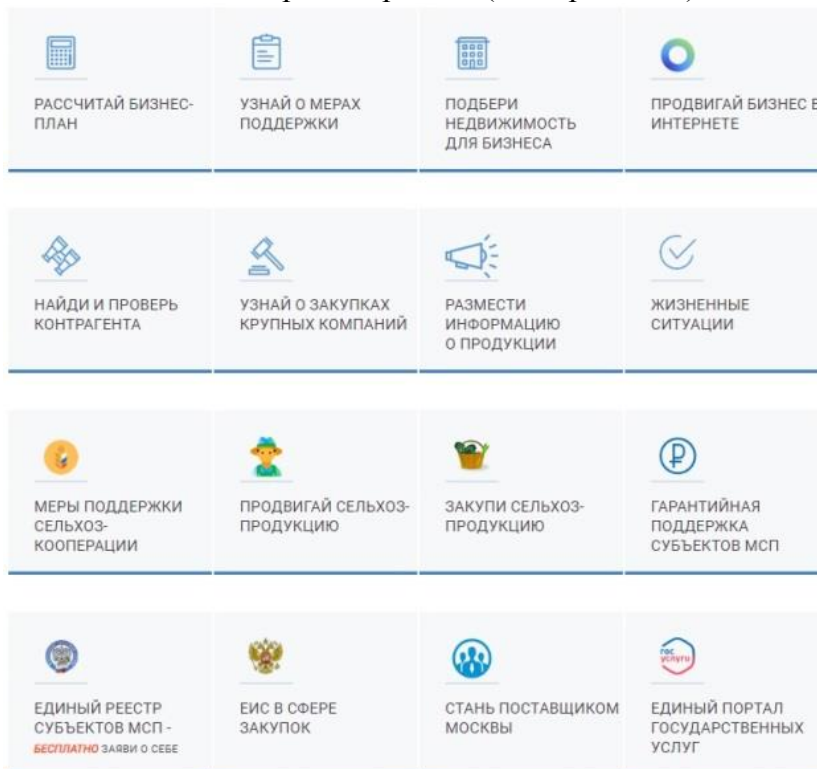 РАССЧИТАЙ БИЗНЕС-
ПЛАН
УЗНАЙ О МЕРАХ
ПОДДЕРЖКИ
ПОДБЕРИ
НЕДВИЖИМОСТЬ
ДЛЯ БИЗНЕСА
ПРОДВИГАЙ БИЗНЕС В
ИНТЕРНЕТЕ
НАЙДИ И ПРОВЕРЬ
КОНТРАГЕНТА
УЗНАЙ О ЗАКУПКАХ
КРУПНЫХ КОМПАНИЙ
РАЗМЕСТИ
ИНФОРМАЦИЮ
О ПРОДУКЦИИ
ЖИЗНЕННЫЕ
СИТУАЦИИ
МЕРЫ ПОДДЕРЖКИ
СЕЛЬХОЗ-
КООПЕРАЦИИ
ПРОДВИГАЙ СЕЛЬХОЗ-
ПРОДУКЦИЮ
ЗАКУПИ СЕЛЬХОЗ-
ПРОДУКЦИЮ
ГАРАНТИЙНАЯ
ПОДДЕРЖКА
СУБЪЕКТОВ МСП
ЕДИНЫЙ РЕЕСТР
СУБЪЕКТОВ МСП -
БЕСПЛАТНО ЗАЯВИ О СЕБЕ
ЕИС В СФЕРЕ
ЗАКУПОК
СТАНЬ ПОСТАВЩИКОМ
МОСКВЫ
гос
услуги
ЕДИНЫЙ ПОРТАЛ
ГОСУДАРСТВЕННЫХ
УСЛУГ